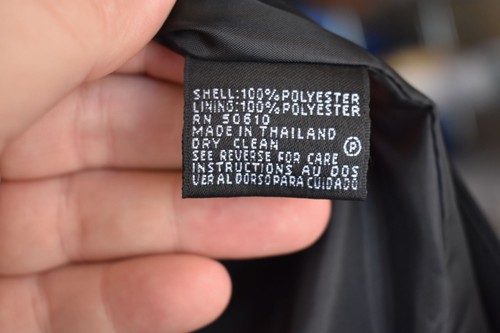 SHELL:100%POLYESTER
LINING:100%POLYESTER
RN 50610
MADE IN THAILAND
DRY CLEAN P
SEE REVERSE FOR CARE
INSTRUCTIONS AU DOS
VER AL DORSO PARA CUIDADO